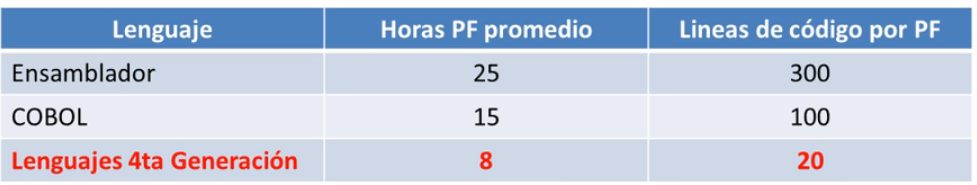 Lenguaje Horas PF promedio Lineas de código por PF
Ensamblador 25 300
COBOL 15 100
Lenguajes 4ta Generación 8 20